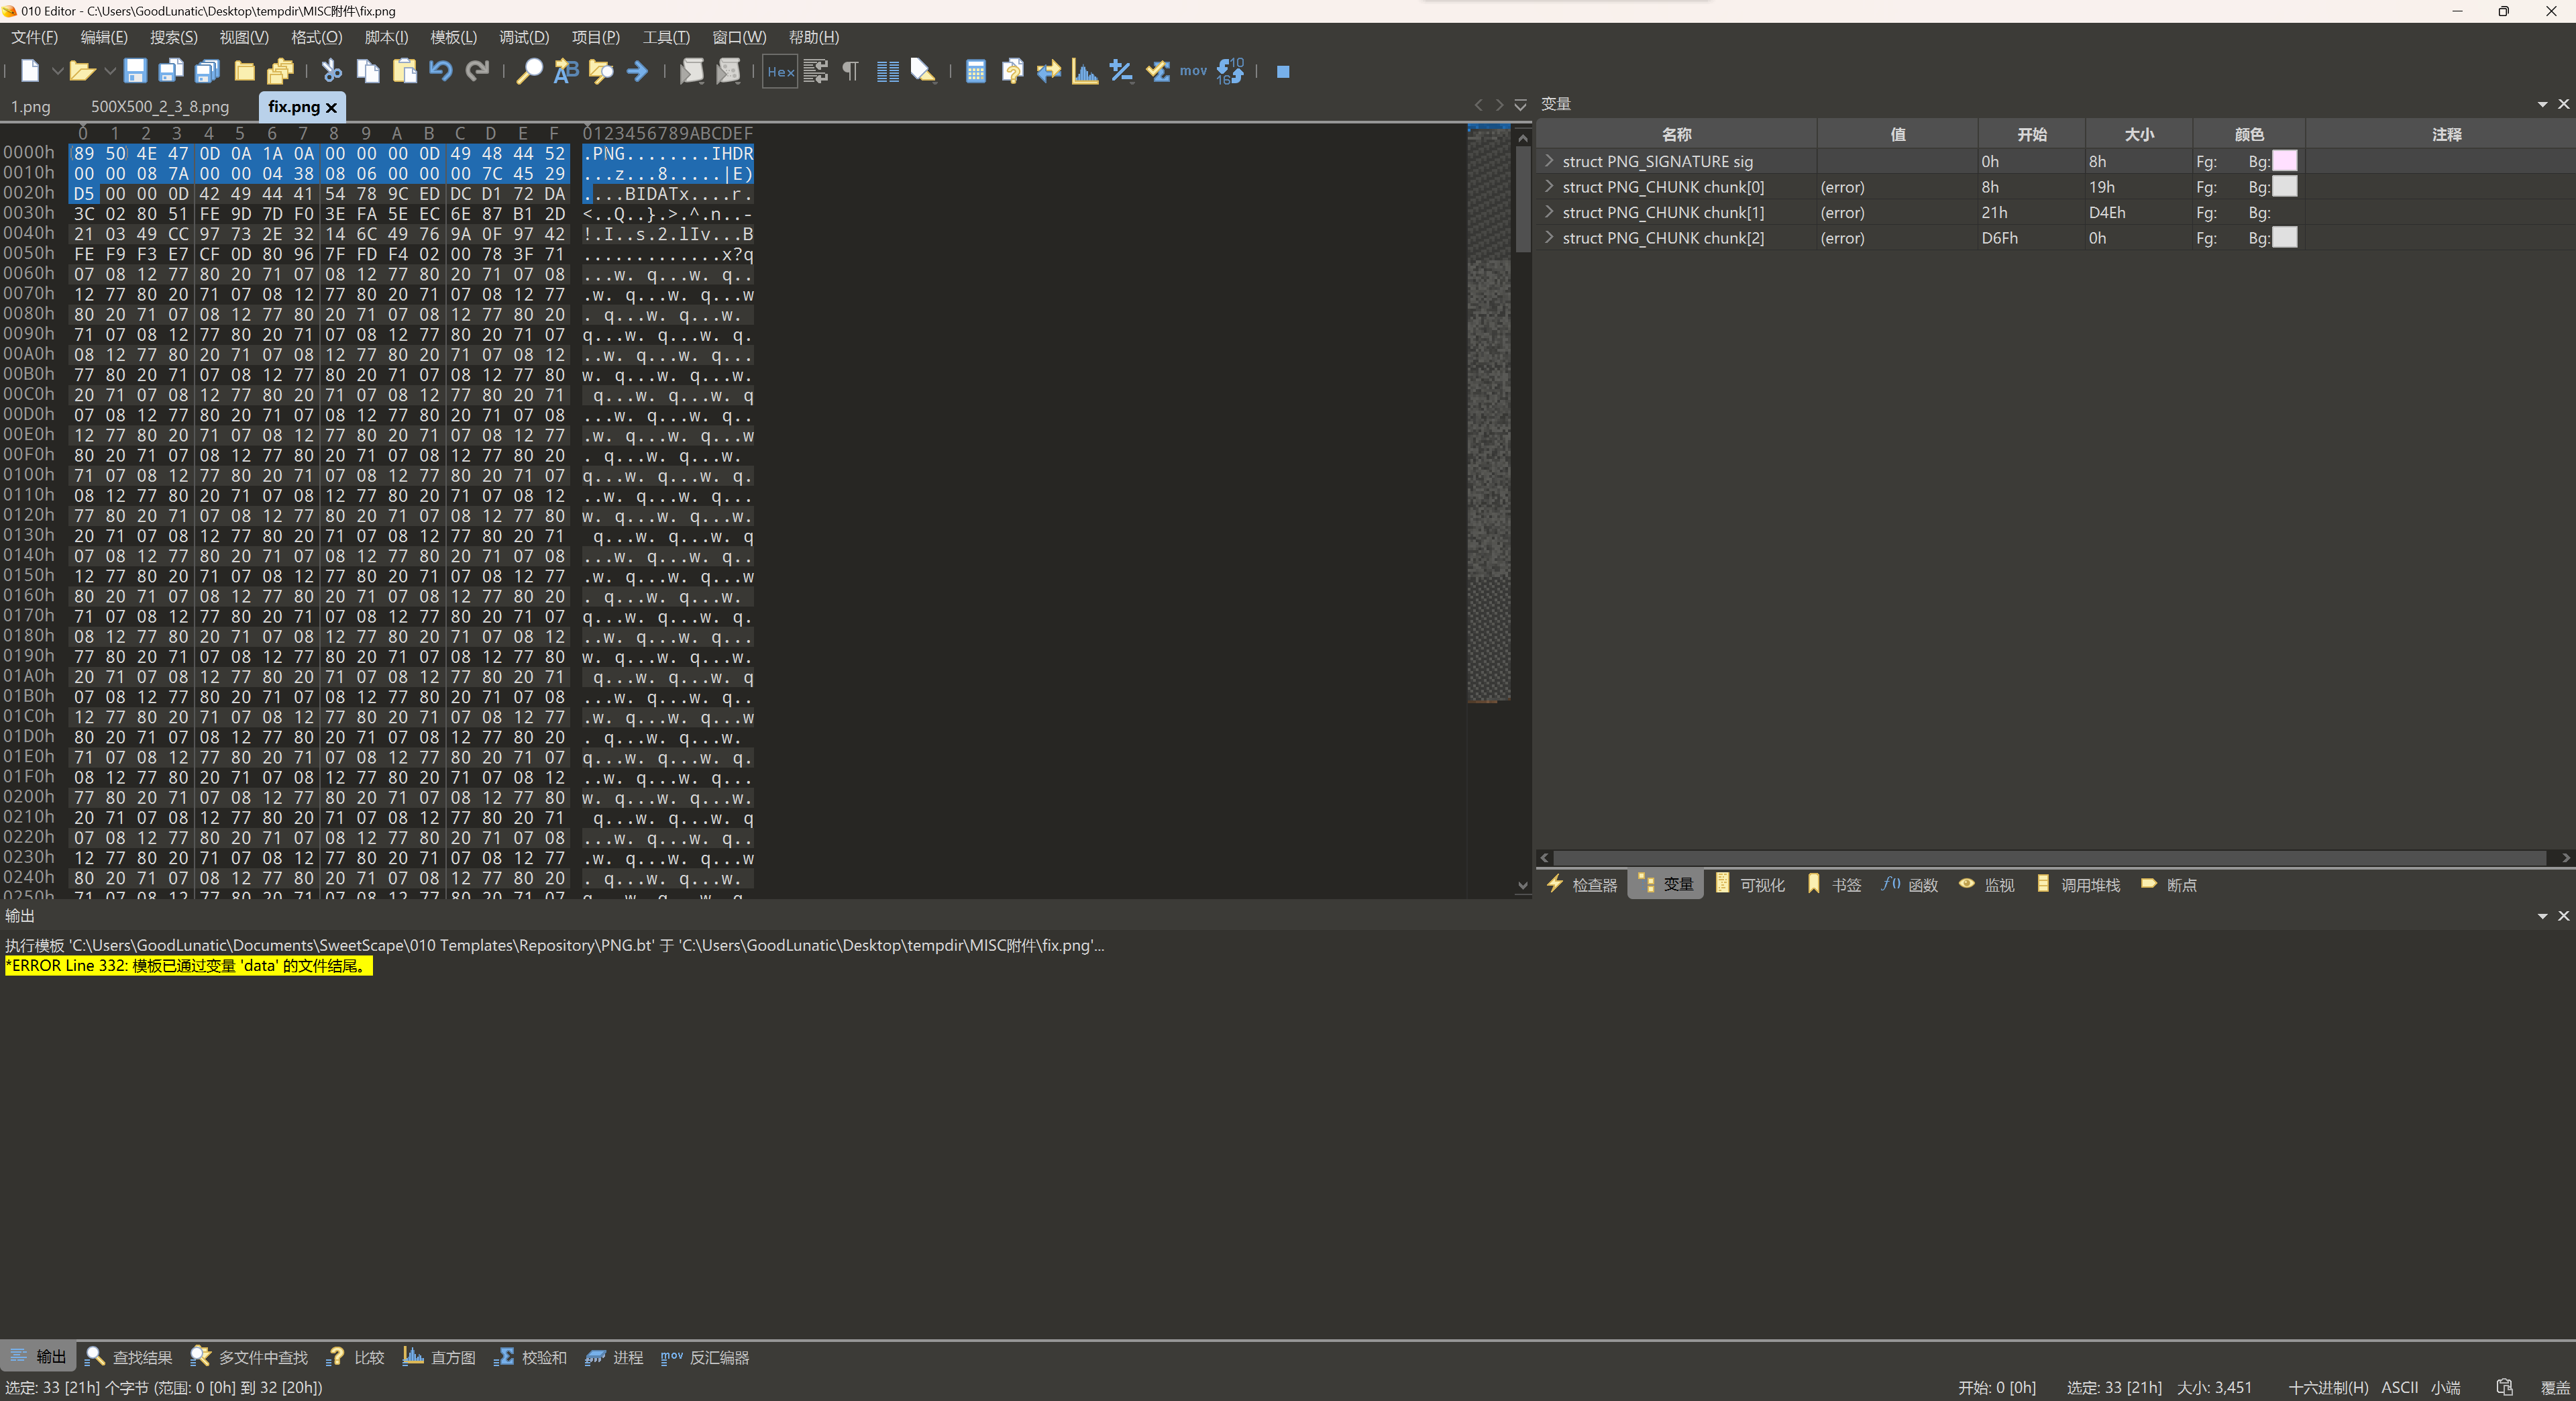 010 Editor - C:\Users\GoodLunatic\Desktop\tempdir\MISC附件\fix.png
文件(F) 编辑(E) 搜索(S) 视图(V) 格式(O) 脚本(I) 模板(L) 调试(D) 项目(P) 工具(T) 窗口(W) 帮助(H)
1.png 500X500_2_3_8.png fix.png
0 1 2 3 4 5 6 7 8 9 A B C D E F 0123456789ABCDEF
0000h 89 50 4E 47 0D 0A 1A 0A 00 00 00 0D 49 48 44 52 .PNG........IHDR
0010h 00 00 08 7A 00 00 04 38 08 06 00 00 00 7C 45 29 ...z...8.....|E)
0020h D5 00 00 0D 42 49 44 41 54 78 9C ED DC D1 72 DA ....BIDATx....r.
0030h 3C 02 80 51 FE 9D 7D F0 3E FA 5E EC 6E 87 B1 2D <..Q..}.>.^.n..-
0040h 21 03 49 CC 97 73 2E 32 14 6C 49 76 9A 0F 97 42 !.I..s.2.lIv...B
0050h FE F9 F3 E7 CF 0D 80 96 7F FD F4 02 00 78 3F 71 .............x?q
0060h 07 08 12 77 80 20 71 07 08 12 77 80 20 71 07 08 ...w. q...w. q..
0070h 12 77 80 20 71 07 08 12 77 80 20 71 07 08 12 77 .w. q...w. q...w
0080h 80 20 71 07 08 12 77 80 20 71 07 08 12 77 80 20 . q...w. q...w.
0090h 71 07 08 12 77 80 20 71 07 08 12 77 80 20 71 07 q...w. q...w. q.
00A0h 08 12 77 80 20 71 07 08 12 77 80 20 71 07 08 12 ..w. q...w. q...
00B0h 77 80 20 71 07 08 12 77 80 20 71 07 08 12 77 80 w. q...w. q...w.
00C0h 20 71 07 08 12 77 80 20 71 07 08 12 77 80 20 71 q...w. q...w. q
00D0h 07 08 12 77 80 20 71 07 08 12 77 80 20 71 07 08 ...w. q...w. q..
00E0h 12 77 80 20 71 07 08 12 77 80 20 71 07 08 12 77 .w. q...w. q...w
00F0h 80 20 71 07 08 12 77 80 20 71 07 08 12 77 80 20 . q...w. q...w.
0100h 71 07 08 12 77 80 20 71 07 08 12 77 80 20 71 07 q...w. q...w. q.
0110h 08 12 77 80 20 71 07 08 12 77 80 20 71 07 08 12 ..w. q...w. q...
0120h 77 80 20 71 07 08 12 77 80 20 71 07 08 12 77 80 w. q...w. q...w.
0130h 20 71 07 08 12 77 80 20 71 07 08 12 77 80 20 71 q...w. q...w. q
0140h 07 08 12 77 80 20 71 07 08 12 77 80 20 71 07 08 ...w. q...w. q..
0150h 12 77 80 20 71 07 08 12 77 80 20 71 07 08 12 77 .w. q...w. q...w
0160h 80 20 71 07 08 12 77 80 20 71 07 08 12 77 80 20 . q...w. q...w.
0170h 71 07 08 12 77 80 20 71 07 08 12 77 80 20 71 07 q...w. q...w. q.
0180h 08 12 77 80 20 71 07 08 12 77 80 20 71 07 08 12 ..w. q...w. q...
0190h 77 80 20 71 07 08 12 77 80 20 71 07 08 12 77 80 w. q...w. q...w.
01A0h 20 71 07 08 12 77 80 20 71 07 08 12 77 80 20 71 q...w. q...w. q
01B0h 07 08 12 77 80 20 71 07 08 12 77 80 20 71 07 08 ...w. q...w. q..
01C0h 12 77 80 20 71 07 08 12 77 80 20 71 07 08 12 77 .w. q...w. q...w
01D0h 80 20 71 07 08 12 77 80 20 71 07 08 12 77 80 20 . q...w. q...w.
01E0h 71 07 08 12 77 80 20 71 07 08 12 77 80 20 71 07 q...w. q...w. q.
01F0h 08 12 77 80 20 71 07 08 12 77 80 20 71 07 08 12 ..w. q...w. q...
0200h 77 80 20 71 07 08 12 77 80 20 71 07 08 12 77 80 w. q...w. q...w.
0210h 20 71 07 08 12 77 80 20 71 07 08 12 77 80 20 71 q...w. q...w. q
0220h 07 08 12 77 80 20 71 07 08 12 77 80 20 71 07 08 ...w. q...w. q..
0230h 12 77 80 20 71 07 08 12 77 80 20 71 07 08 12 77 .w. q...w. q...w
0240h 80 20 71 07 08 12 77 80 20 71 07 08 12 77 80 20 . q...w. q...w.
0250h 71 07 08 12 77 80 20 71 07 08 12 77 80 20 71 07 q...w. q...w. q.
变量
名称 值 开始 大小 颜色 注释
struct PNG_SIGNATURE sig 0h 8h Fg: Bg:
struct PNG_CHUNK chunk[0] (error) 8h 19h Fg: Bg:
struct PNG_CHUNK chunk[1] (error) 21h D4Eh Fg: Bg:
struct PNG_CHUNK chunk[2] (error) D6Fh 0h Fg: Bg:
检查器 变量 可视化 书签 函数 监视 调用堆栈 断点
输出
执行模板 'C:\Users\GoodLunatic\Documents\SweetScape\010 Templates\Repository\PNG.bt' 于 'C:\Users\GoodLunatic\Desktop\tempdir\MISC附件\fix.png'...
*ERROR Line 332: 模板已通过变量 'data' 的文件结尾。
输出 查找结果 多文件中查找 比较 直方图 校验和 进程 反汇编器
选定: 33 [21h] 个字节 (范围: 0 [0h] 到 32 [20h]) 开始: 0 [0h] 选定: 33 [21h] 大小: 3,451 十六进制(H) ASCII 小端 覆盖